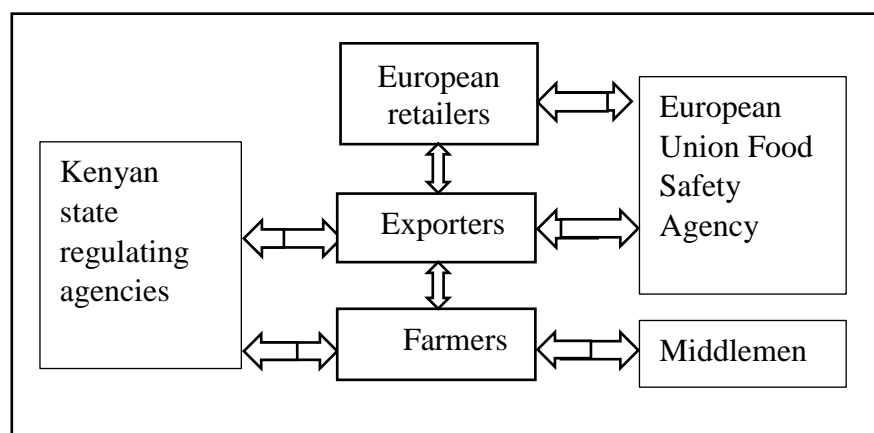 European
retailers
European
Union Food
Safety
Agency
Kenyan
state
regulating
agencies
Exporters
Farmers
Middlemen